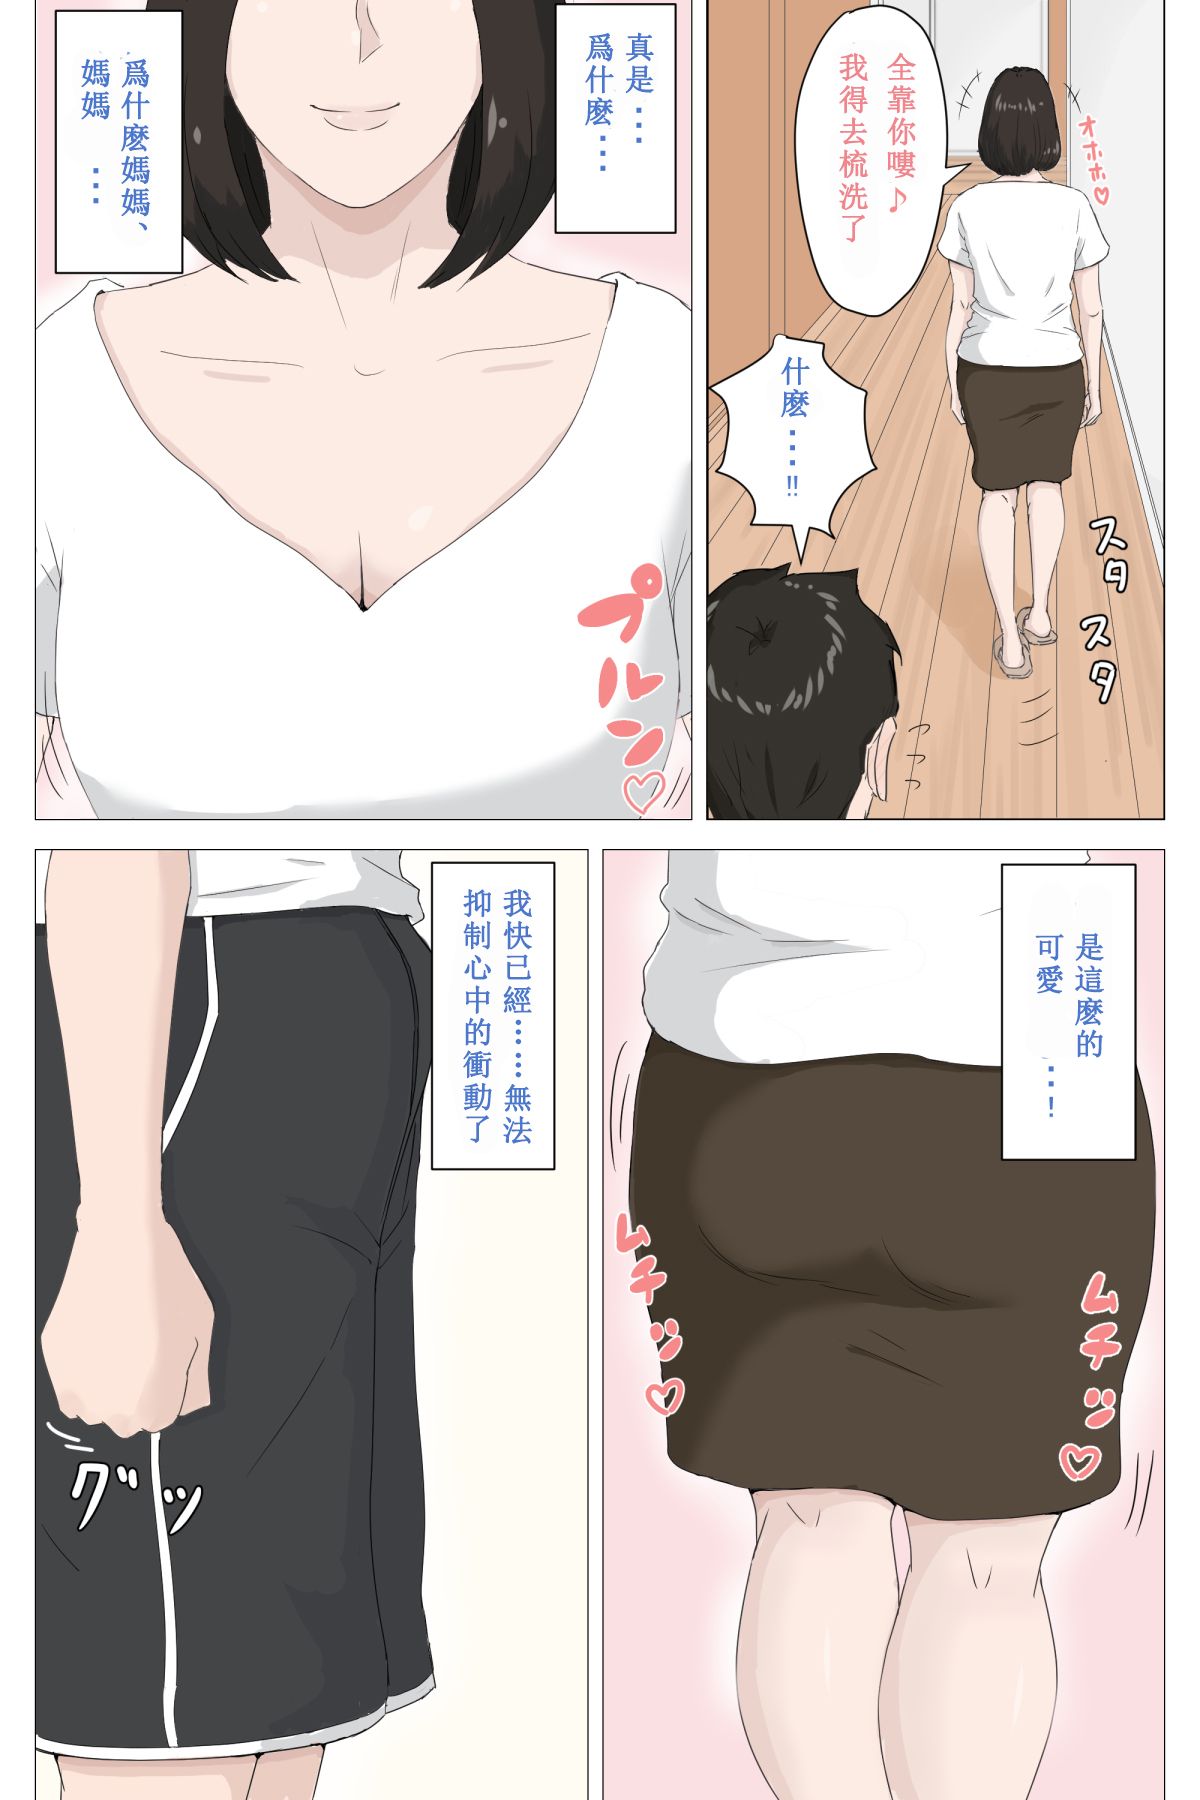 全靠你嘍♪
我得去梳洗了
オホホ♡
什麼・・・!!
スタ
スタ
真是・・・
爲什麼・・・
爲什麼媽媽、
媽媽・・・
プルン♡
是這麼的
可愛・・・!
ムチッ♡
ムチッ♡
我快已經……無法
抑制心中的衝動了
グッ